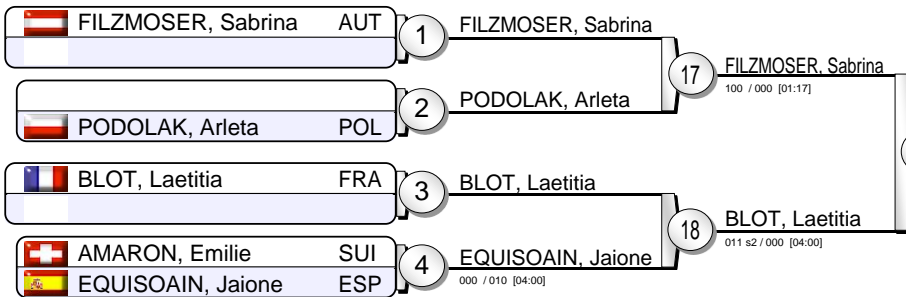 FILZMOSER, Sabrina AUT
1
FILZMOSER, Sabrina
17
FILZMOSER, Sabrina
100 / 000 [01:17]
2
PODOLAK, Arleta
PODOLAK, Arleta POL
BLOT, Laetitia FRA
3
BLOT, Laetitia
18
BLOT, Laetitia
011 s2 / 000 [04:00]
AMARON, Emilie SUI
4
EQUISOAIN, Jaione
000 / 010 [04:00]
EQUISOAIN, Jaione ESP